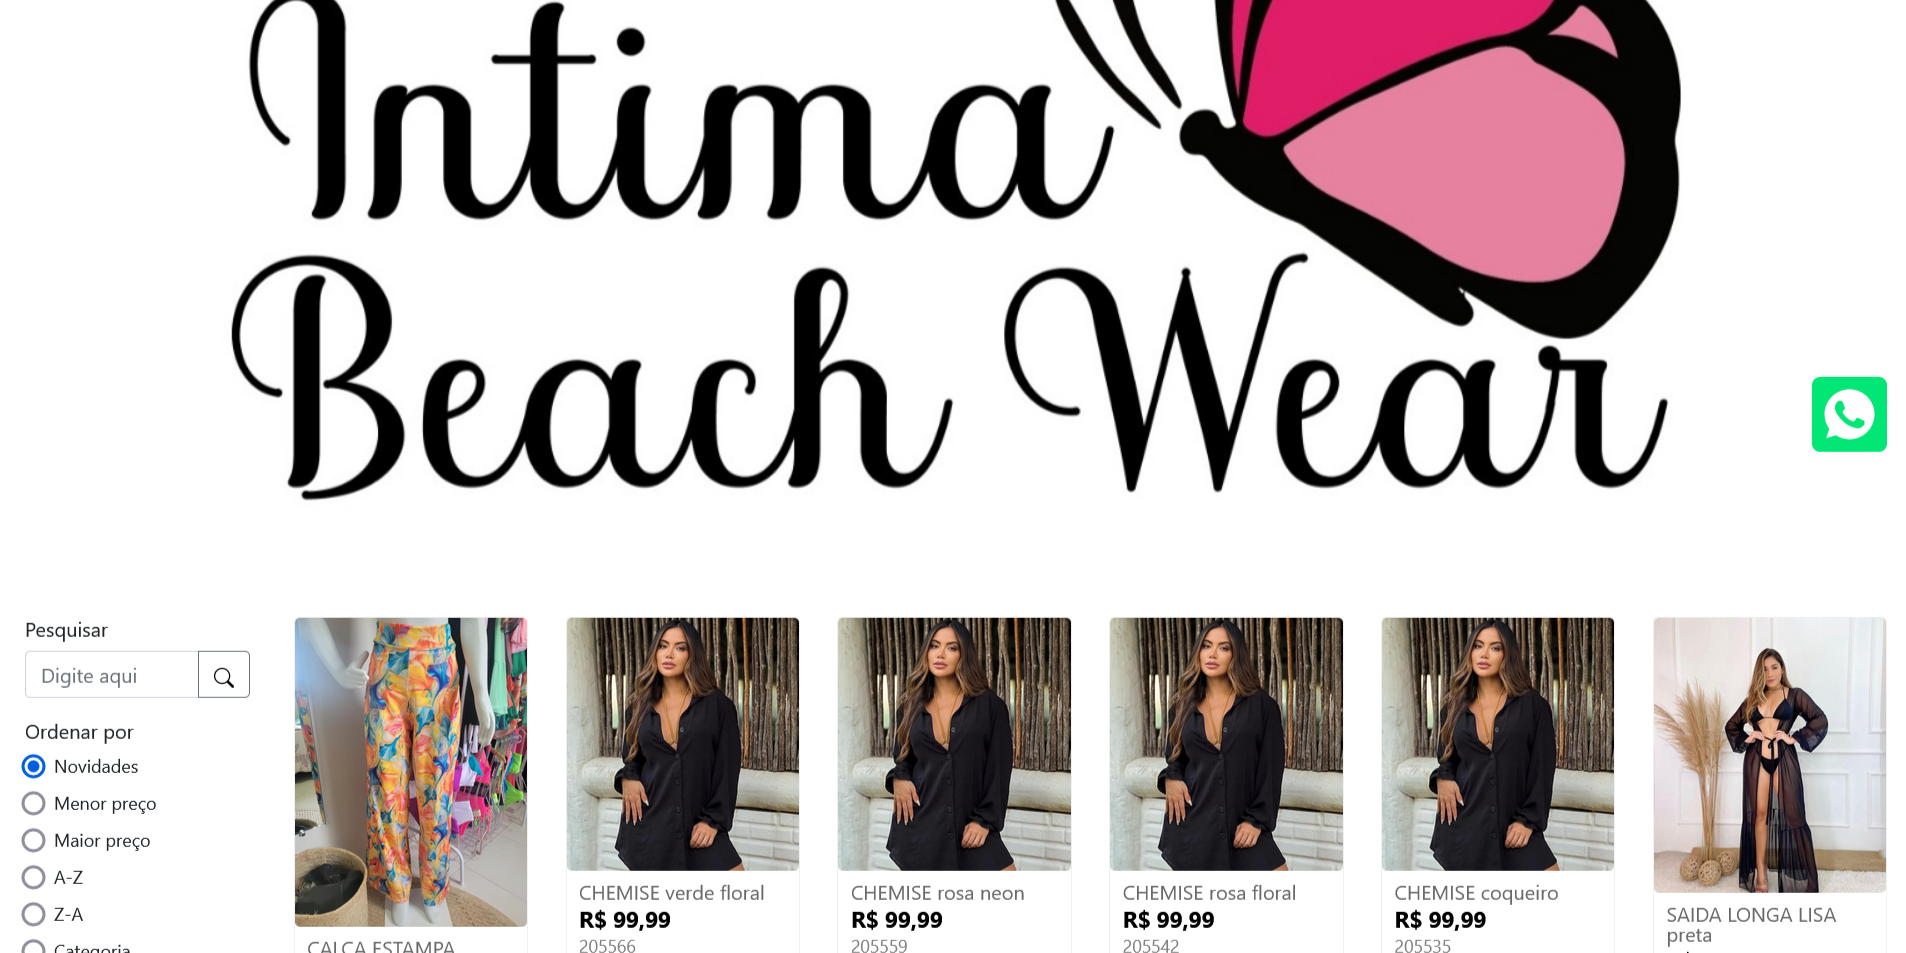 Intima
Beach Wear
Pesquisar
Digite aqui
Ordenar por
Novidades
Menor preço
Maior preço
A-Z
Z-A
Categoria
CALÇA ESTAMPA
CHEMISE verde floral
R$ 99,99
205566
CHEMISE rosa neon
R$ 99,99
205559
CHEMISE rosa floral
R$ 99,99
205542
CHEMISE coqueiro
R$ 99,99
205535
SAIDA LONGA LISA
preta